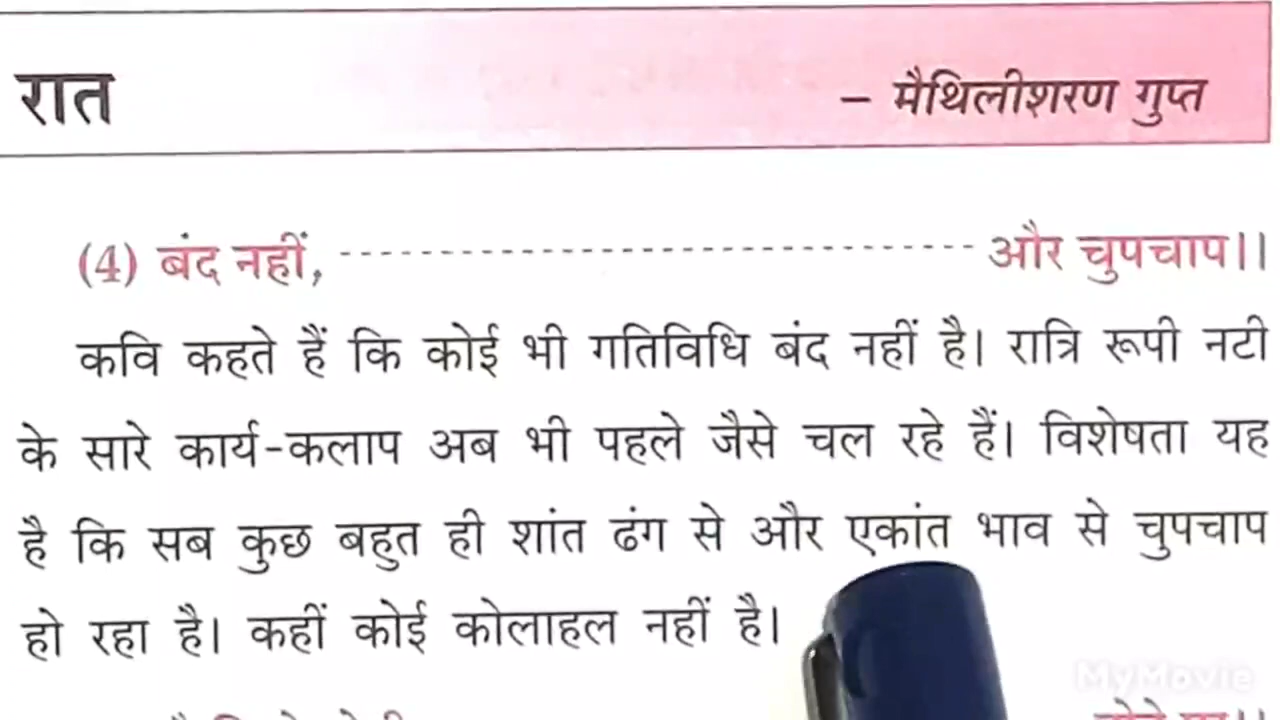 रात
– मैथिलीशरण गुप्त
(4) बंद नहीं, ---------------------------------------- और चुपचाप।।
कवि कहते हैं कि कोई भी गतिविधि बंद नहीं है। रात्रि रूपी नटी
के सारे कार्य-कलाप अब भी पहले जैसे चल रहे हैं। विशेषता यह
है कि सब कुछ बहुत ही शांत ढंग से और एकांत भाव से चुपचाप
हो रहा है। कहीं कोई कोलाहल नहीं है।
MyMovie